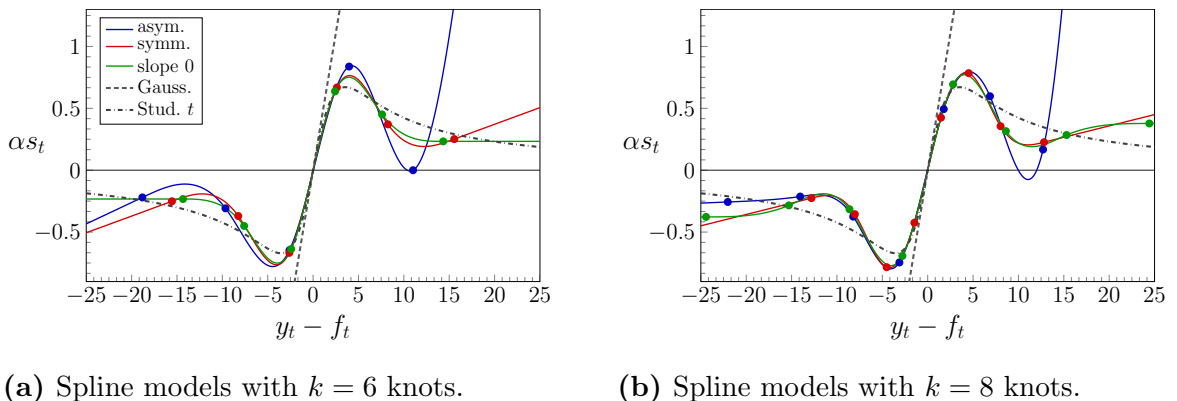 asym.
symm.
slope 0
Gauss.
Stud. t
1
0.5
0
−0.5
αs_t
−25 −20 −15 −10 −5 0 5 10 15 20 25
y_t − f_t
(a) Spline models with k = 6 knots.
1
0.5
0
−0.5
αs_t
−25 −20 −15 −10 −5 0 5 10 15 20 25
y_t − f_t
(b) Spline models with k = 8 knots.